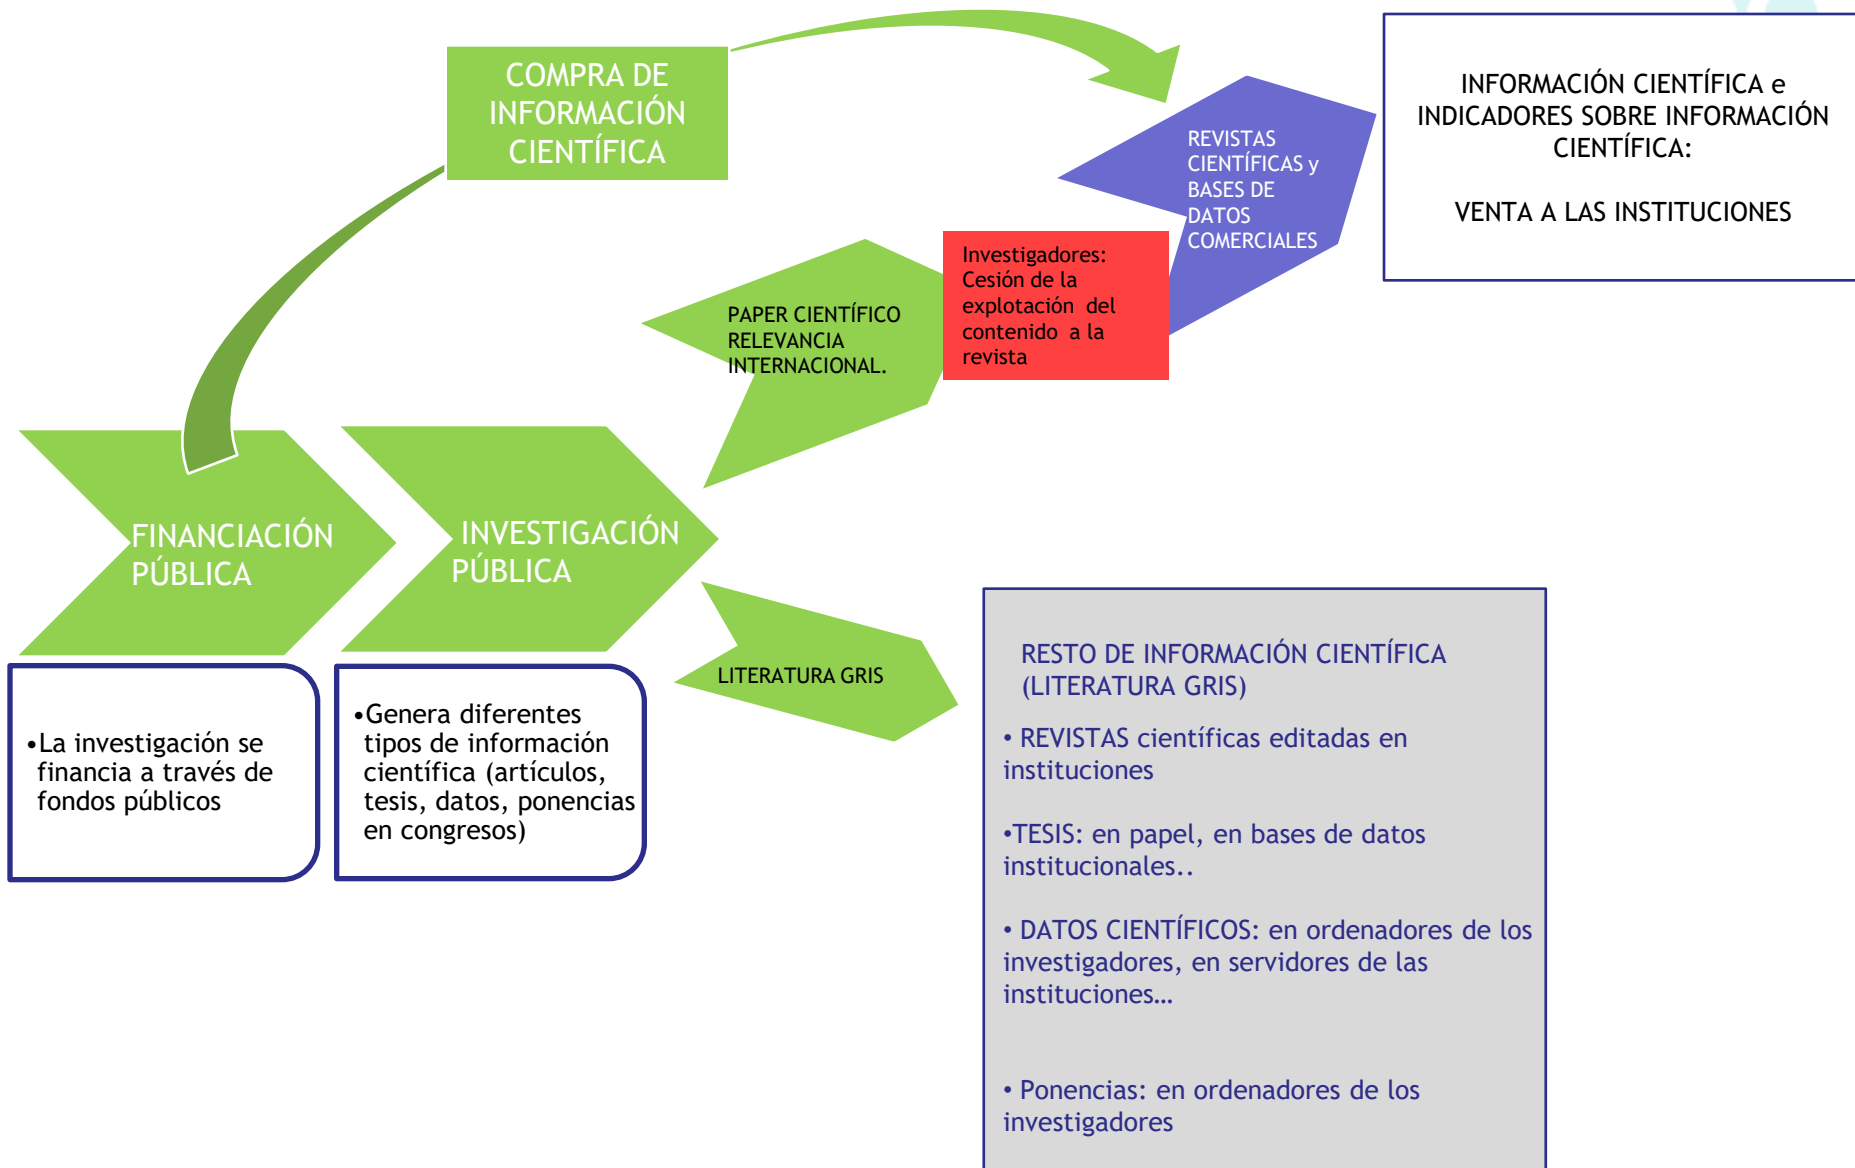 COMPRA DE
INFORMACIÓN
CIENTÍFICA
REVISTAS
CIENTÍFICAS y
BASES DE
DATOS
COMERCIALES
INFORMACIÓN CIENTÍFICA e
INDICADORES SOBRE INFORMACIÓN
CIENTÍFICA:
VENTA A LAS INSTITUCIONES
Investigadores:
Cesión de la
explotación del
contenido a la
revista
PAPER CIENTÍFICO
RELEVANCIA
INTERNACIONAL.
FINANCIACIÓN
PÚBLICA
INVESTIGACIÓN
PÚBLICA
•La investigación se
financia a través de
fondos públicos
•Genera diferentes
tipos de información
científica (artículos,
tesis, datos, ponencias
en congresos)
LITERATURA GRIS
RESTO DE INFORMACIÓN CIENTÍFICA
(LITERATURA GRIS)
• REVISTAS científicas editadas en
instituciones
•TESIS: en papel, en bases de datos
institucionales..
• DATOS CIENTÍFICOS: en ordenadores de los
investigadores, en servidores de las
instituciones…
• Ponencias: en ordenadores de los
investigadores